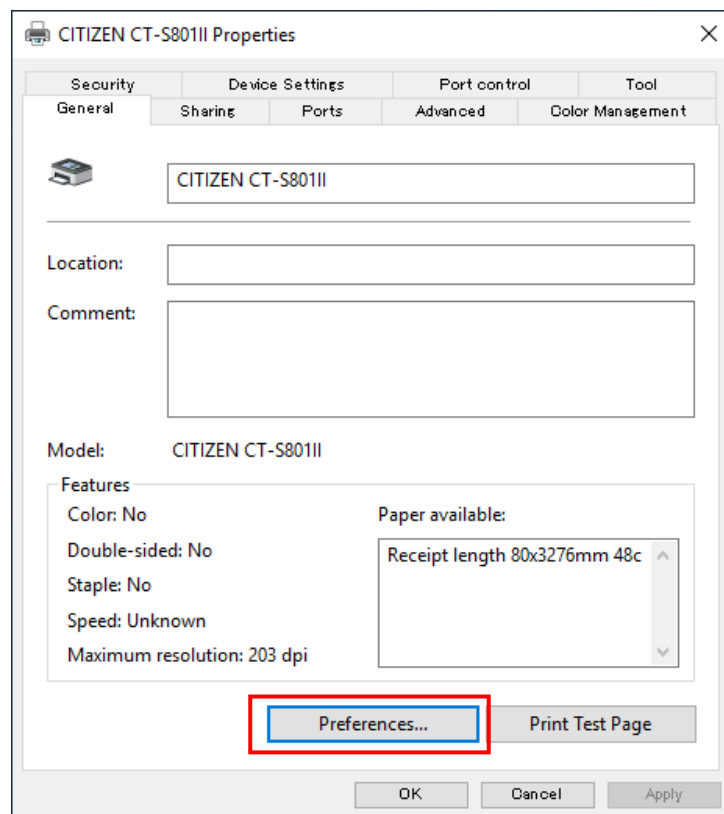 CITIZEN CT-S801II Properties
Security Device Settings Port control Tool
General Sharing Ports Advanced Color Management
CITIZEN CT-S801II
Location:
Comment:
Model: CITIZEN CT-S801II
Features
Color: No
Paper available:
Double-sided: No
Receipt length 80x3276mm 48c
Staple: No
Speed: Unknown
Maximum resolution: 203 dpi
Preferences... Print Test Page
OK Cancel Apply